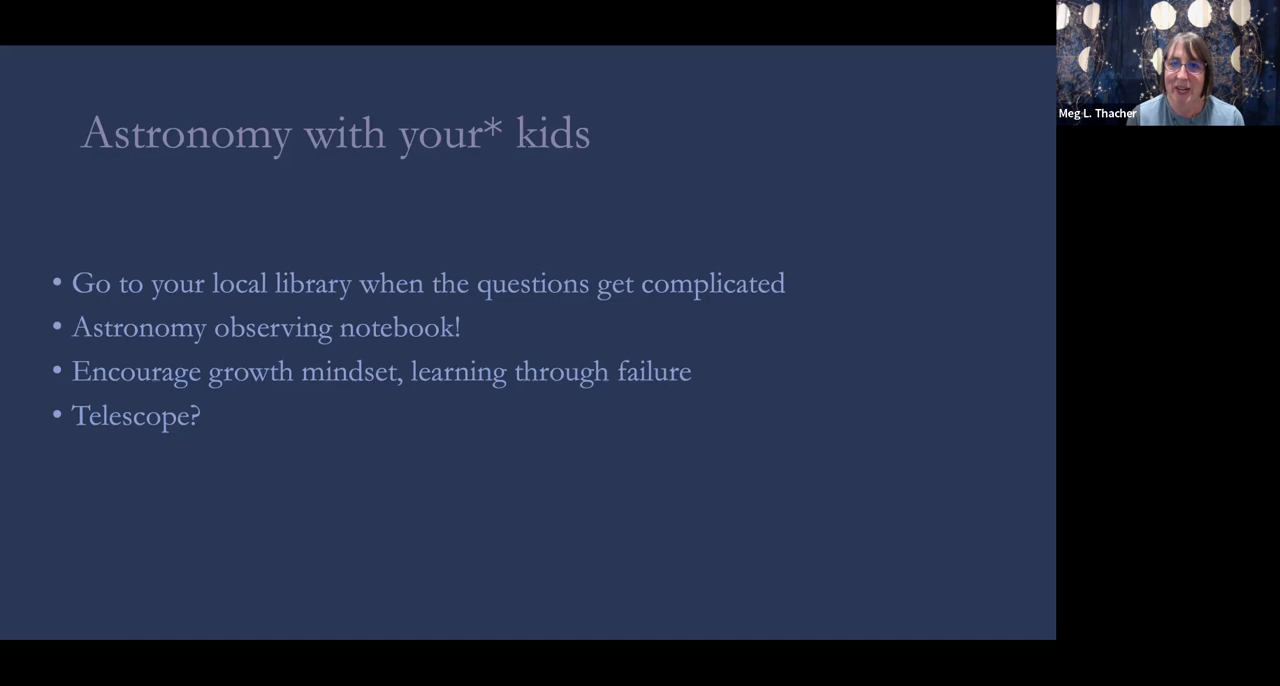 Astronomy with your* kids
• Go to your local library when the questions get complicated
• Astronomy observing notebook!
• Encourage growth mindset, learning through failure
• Telescope?
Meg L. Thacher